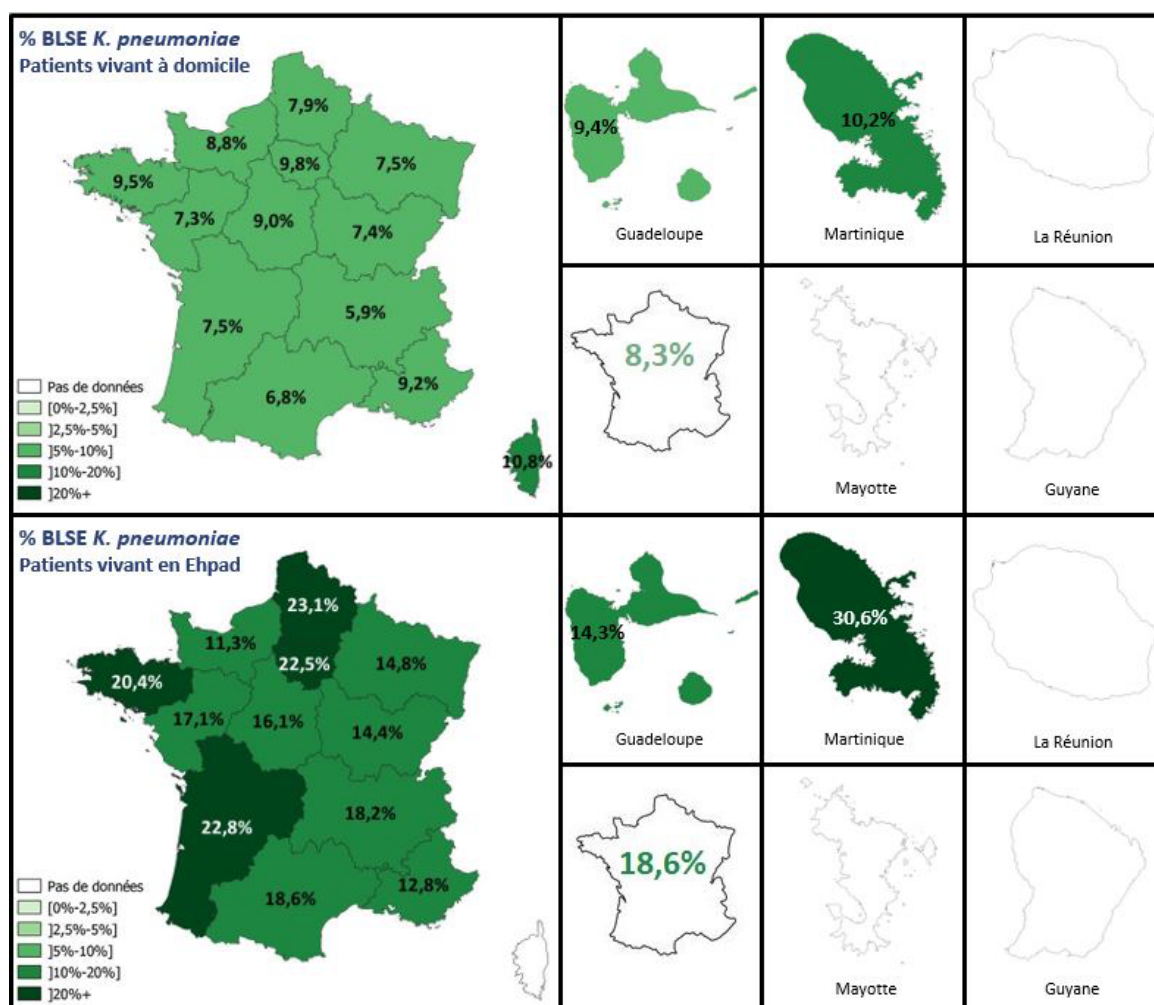 % BLSE K. pneumoniae
Patients vivant à domicile
7,9%
8,8%
9,8%
7,5%
9,5%
7,3%
9,0%
7,4%
7,5%
5,9%
6,8%
9,2%
10,8%
Pas de données
[0%-2,5%]
]2,5%-5%]
]5%-10%]
]10%-20%]
]20%+
9,4%
Guadeloupe
10,2%
Martinique
La Réunion
8,3%
Mayotte
Guyane
% BLSE K. pneumoniae
Patients vivant en Ehpad
23,1%
11,3%
22,5%
14,8%
20,4%
17,1%
16,1%
14,4%
22,8%
18,2%
18,6%
12,8%
Pas de données
[0%-2,5%]
]2,5%-5%]
]5%-10%]
]10%-20%]
]20%+
14,3%
Guadeloupe
30,6%
Martinique
La Réunion
18,6%
Mayotte
Guyane